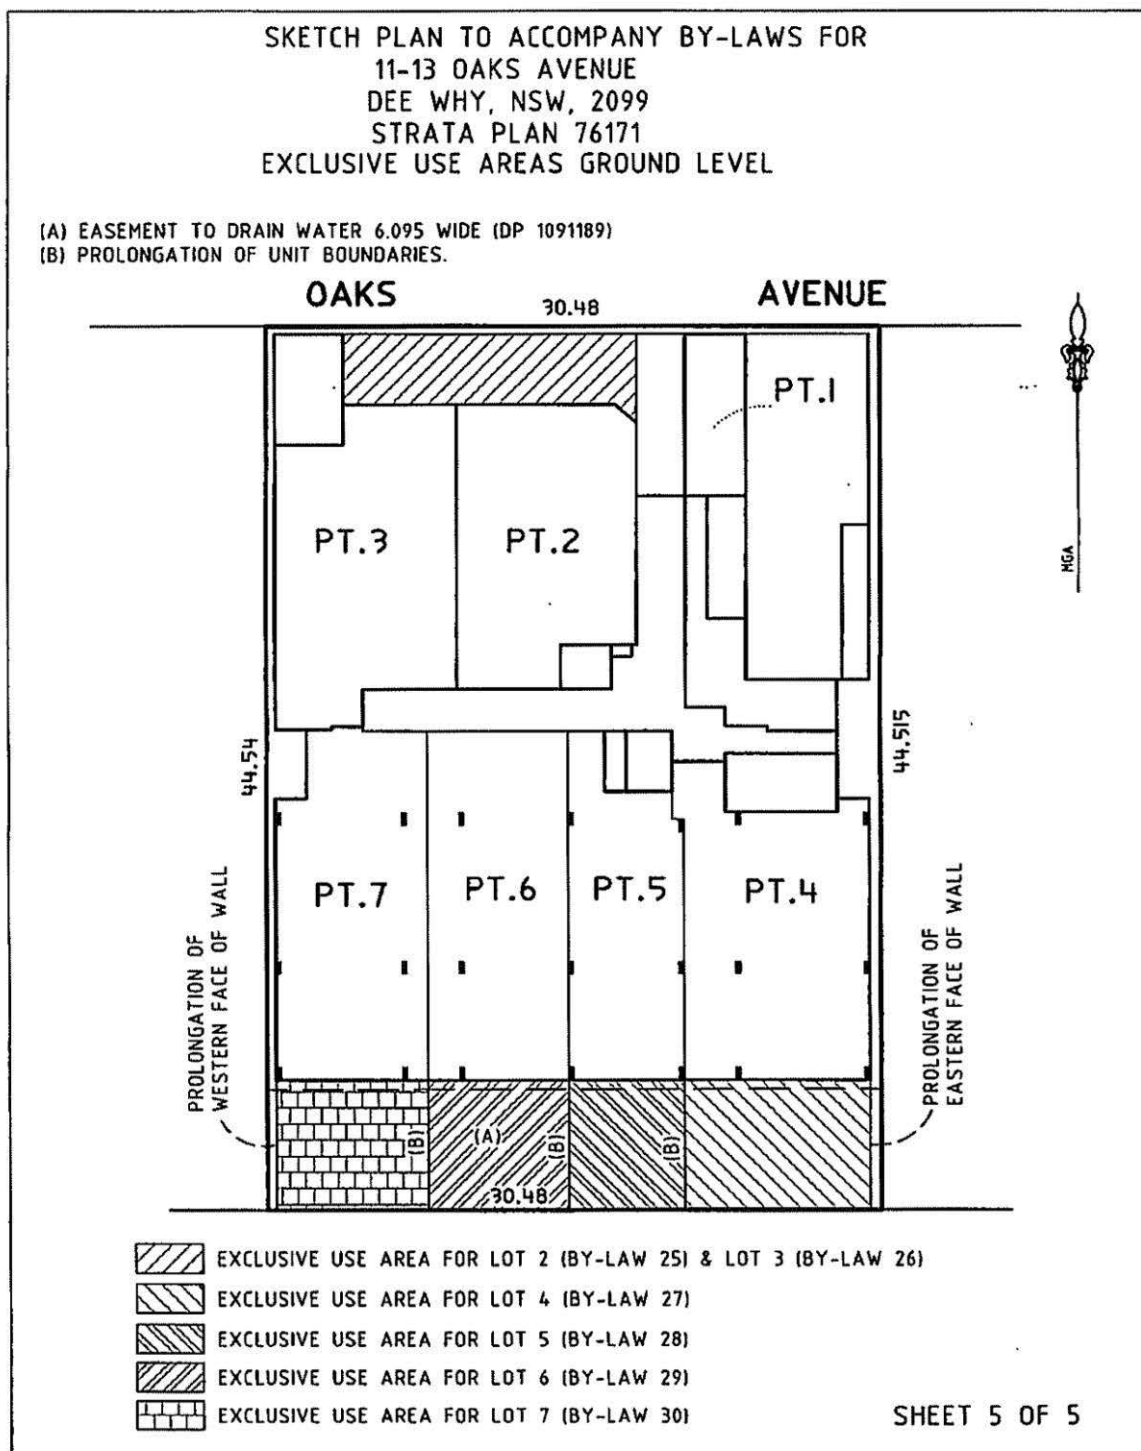 SKETCH PLAN TO ACCOMPANY BY-LAWS FOR
11-13 OAKS AVENUE
DEE WHY, NSW, 2099
STRATA PLAN 76171
EXCLUSIVE USE AREAS GROUND LEVEL
(A) EASEMENT TO DRAIN WATER 6.095 WIDE (DP 1091189)
(B) PROLONGATION OF UNIT BOUNDARIES.
OAKS AVENUE
30.48
PT.1
PT.3
PT.2
MGA
44.54
44.515
PT.7
PT.6
PT.5
PT.4
PROLONGATION OF
WESTERN FACE OF WALL
PROLONGATION OF
EASTERN FACE OF WALL
(B)
(A)
(B)
(B)
30.48
EXCLUSIVE USE AREA FOR LOT 2 (BY-LAW 25) & LOT 3 (BY-LAW 26)
EXCLUSIVE USE AREA FOR LOT 4 (BY-LAW 27)
EXCLUSIVE USE AREA FOR LOT 5 (BY-LAW 28)
EXCLUSIVE USE AREA FOR LOT 6 (BY-LAW 29)
EXCLUSIVE USE AREA FOR LOT 7 (BY-LAW 30)
SHEET 5 OF 5